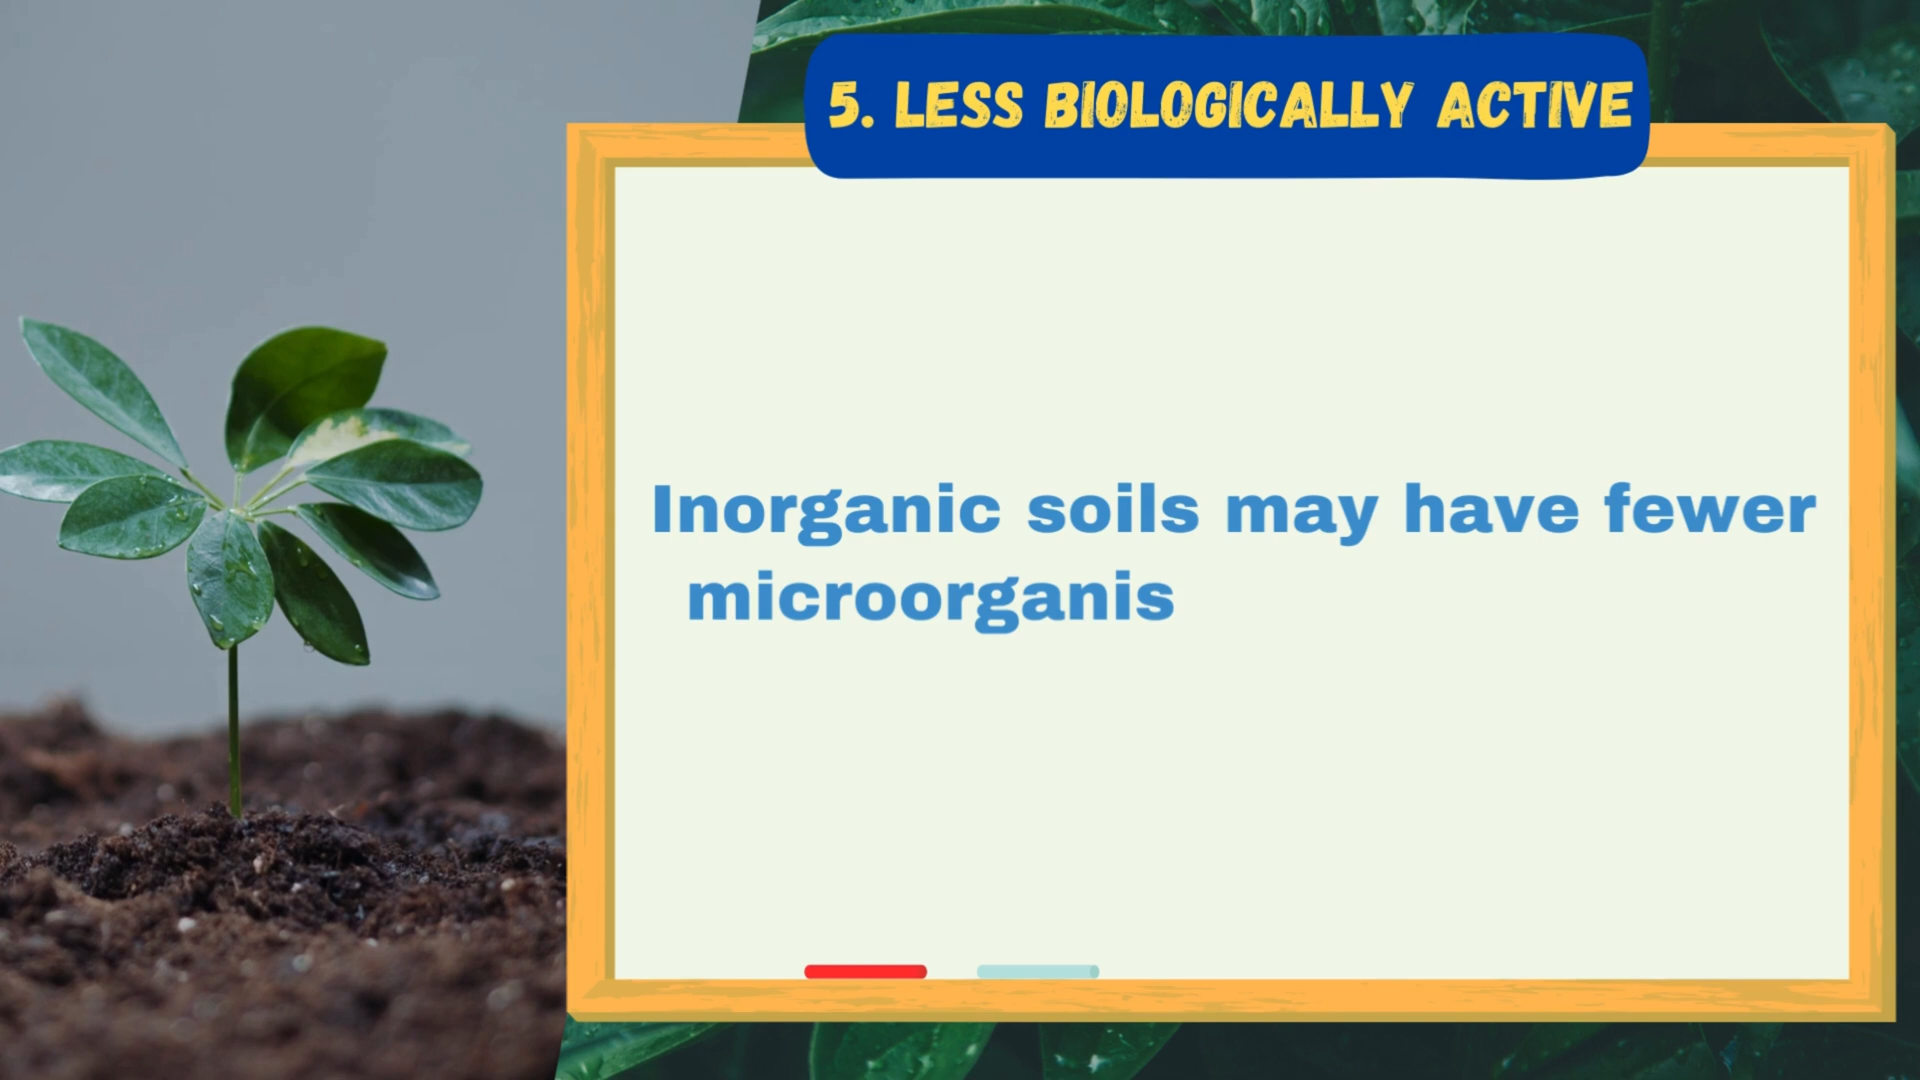 5. LESS BIOLOGICALLY ACTIVE
Inorganic soils may have fewer
microorganis